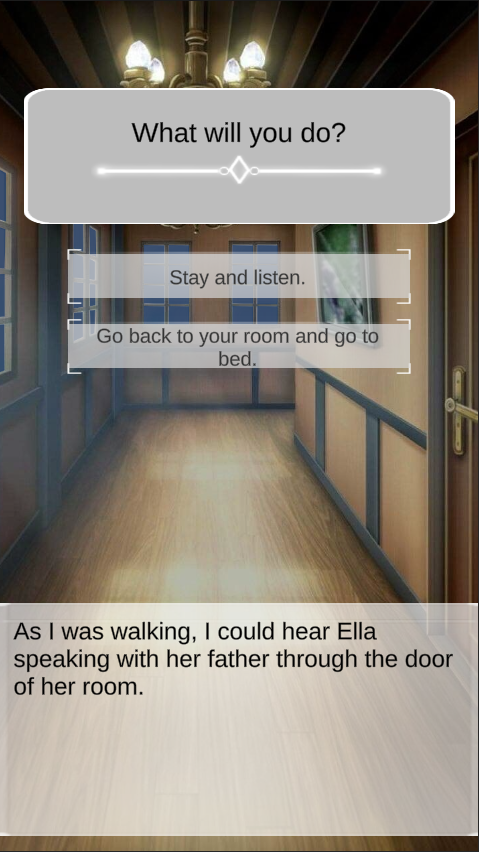 What will you do?
Stay and listen.
Go back to your room and go to
bed.
As I was walking, I could hear Ella
speaking with her father through the door
of her room.